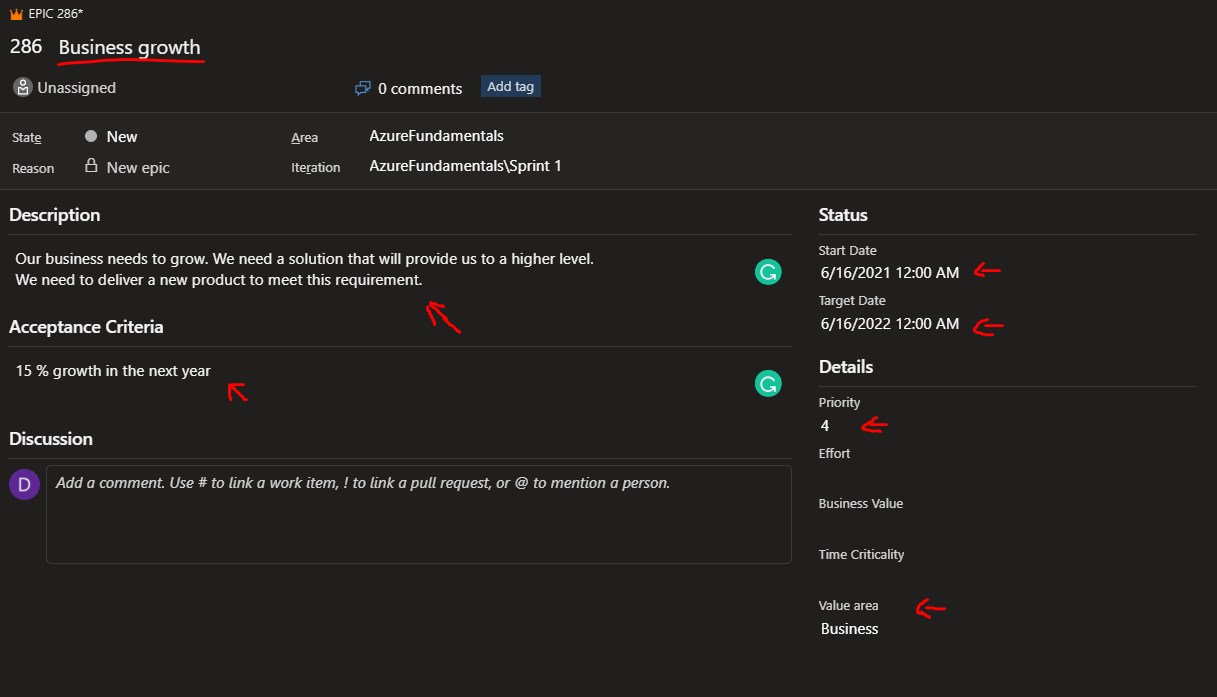 EPIC 286*
286 Business growth
Unassigned
0 comments
Add tag
State New
Area AzureFundamentals
Reason New epic
Iteration AzureFundamentals\Sprint 1
Description
Our business needs to grow. We need a solution that will provide us to a higher level.
We need to deliver a new product to meet this requirement.
Acceptance Criteria
15 % growth in the next year
Discussion
D
Add a comment. Use # to link a work item, ! to link a pull request, or @ to mention a person.
Status
Start Date
6/16/2021 12:00 AM
Target Date
6/16/2022 12:00 AM
Details
Priority
4
Effort
Business Value
Time Criticality
Value area
Business